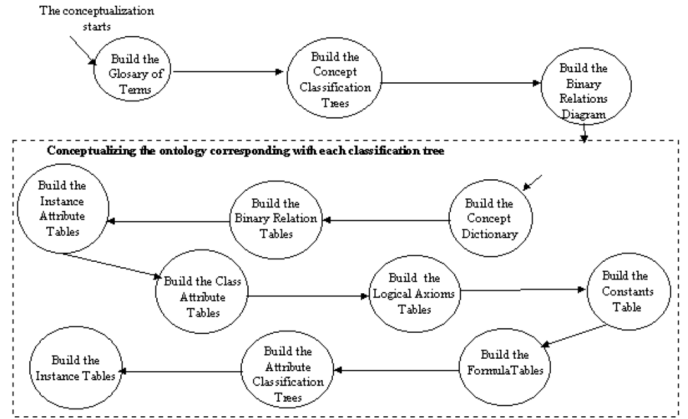 The conceptualization
starts
Build the
Glosary of
Terms
Build the
Concept
Classification
Trees
Build the
Binary
Relations
Diagram
Conceptualizing the ontology corresponding with each classification tree
Build the
Instance
Attribute
Tables
Build the
Binary Relation
Tables
Build the
Concept
Dictionary
Build the Class
Attribute
Tables
Build the
Logical Axioms
Tables
Build the
Constants
Table
Build the
Instance Tables
Build the
Attribute
Classification
Trees
Build the
FormulaTables